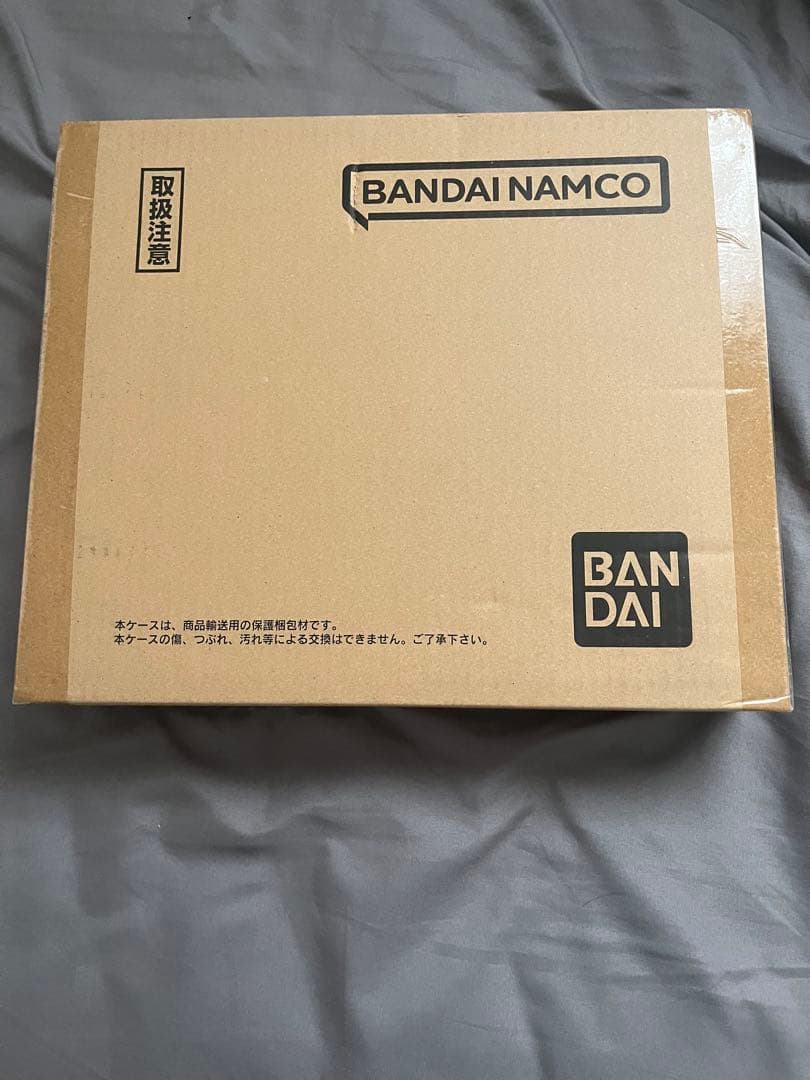 取扱注意
BANDAI NAMCO
BAN
DAI
本ケースは、商品輸送用の保護梱包材です。
本ケースの傷、つぶれ、汚れ等による交換はできません。ご了承下さい。